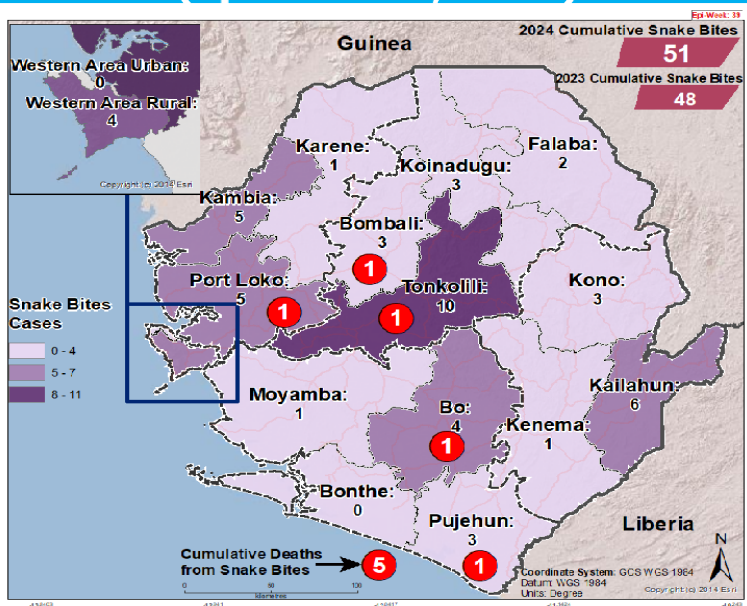 Epi-Week: 39
2024 Cumulative Snake Bites
51
2023 Cumulative Snake Bites
48
Guinea
Western Area Urban:
0
Western Area Rural:
4
Copyright:(c) 2014 Esri
Karene:
1
Koinadugu:
3
Falaba:
2
Kambia:
5
Bombali:
3
1
Port Loko:
5
1
Tonkolili:
10
1
Kono:
3
Snake Bites
Cases
0 - 4
5 - 7
8 - 11
Moyamba:
1
Bo:
4
1
Kenema:
1
Kailahun:
6
Bonthe:
0
Pujehun:
3
1
Liberia
N
Cumulative Deaths
from Snake Bites
5
0 50 100
kilometres
Coordinate System: GCS WGS 1984
Datum: WGS 1984
Units: Degree
Copyright:(c) 2014 Esri